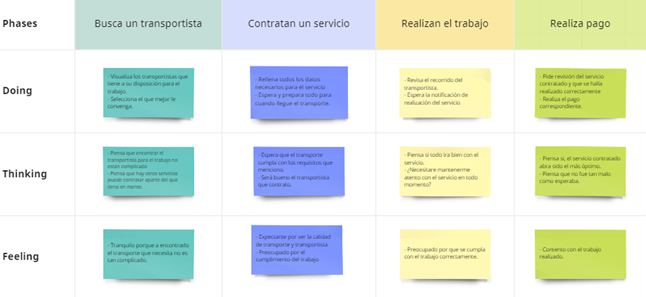 Phases
Busca un transportista
Contratan un servicio
Realizan el trabajo
Realiza pago
Doing
- Visualiza los transportistas que
tiene a su disposición para el
trabajo.
- Selecciona el que mejor le
convenga.
- Rellena todos los datos
necesarios para el servicio
- Espera y prepara todo para
cuando llegue el transporte.
- Revisa el recorrido del
transportista.
- Espera la notificación de
realización del servicio
- Pide revisión del servicio
contratado y que se halla
realizado correctamente
- Realiza el pago
correspondiente.
Thinking
- Piensa que encontrar el
transportista para el trabajo no
están complicado.
- Piensa que hay otros servicios
puede contratar aparte del que
tiene en mente.
- Espera que el transporte
cumpla con los requisitos que
menciono.
- Será bueno el transportista
que contrato.
- Piensa si todo ira bien con el
servicio.
- ¿Necesitare mantenerme
atento con el servicio en todo
momento?
- Piensa si, el servicio contratado
abra sido el más óptimo.
- Piensa que no fue tan malo
como esperaba.
Feeling
- Tranquilo porque a encontrado
el transporte que necesita no es
tan complicado.
- Expectante por ver la calidad
de transporte y transportista
- Preocupado por el
cumplimiento del trabajo
- Preocupado por que se cumpla
con el trabajo correctamente.
- Contento con el trabajo
realizado.